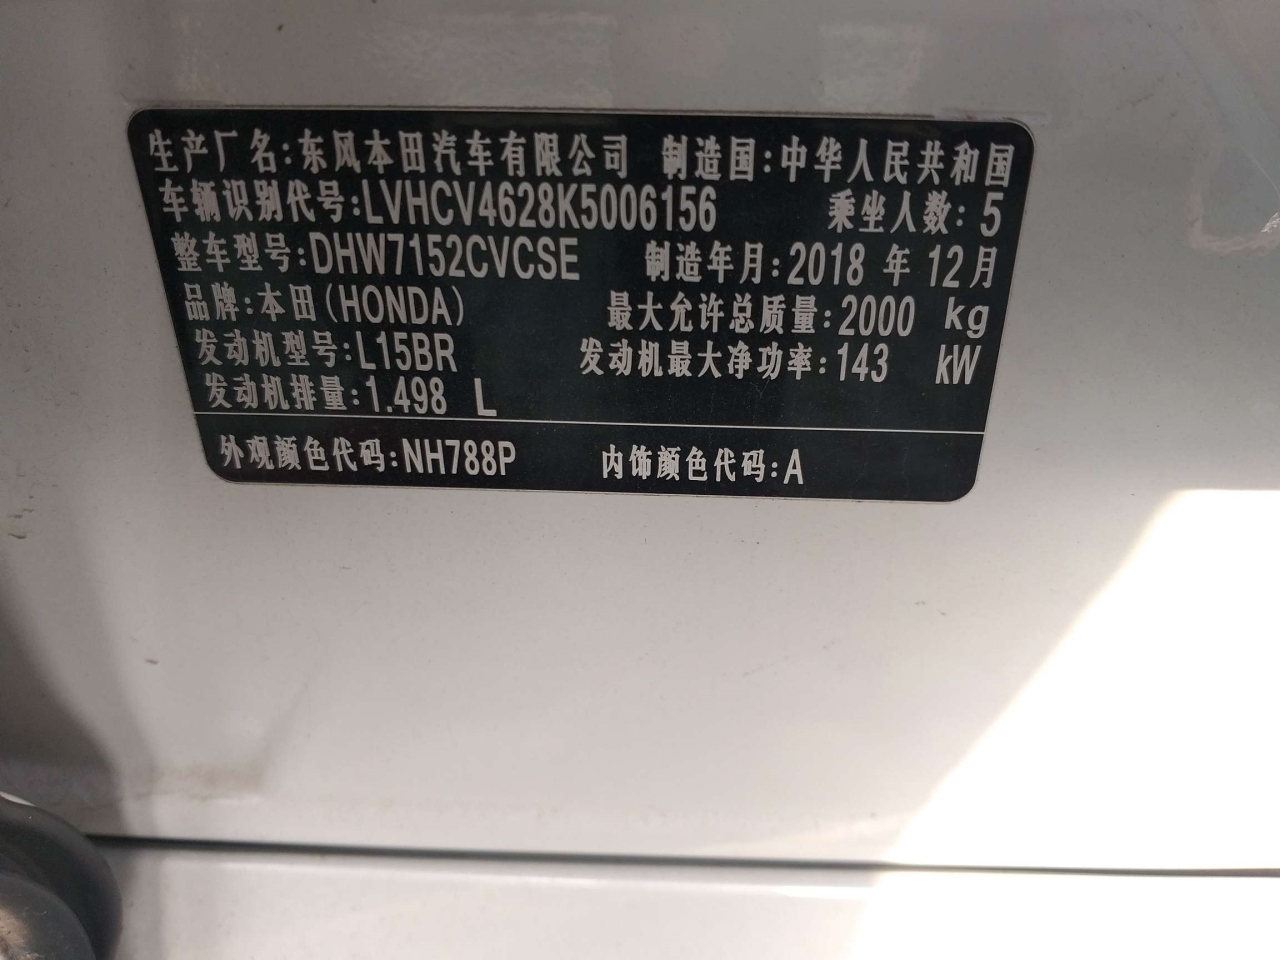 生产厂名:东风本田汽车有限公司 制造国:中华人民共和国
车辆识别代号:LVHCV4628K5006156 乘坐人数:5
整车型号:DHW7152CVCSE 制造年月:2018 年 12月
品牌:本田(HONDA) 最大允许总质量:2000 kg
发动机型号:L15BR 发动机最大净功率:143 kW
发动机排量:1.498 L
外观颜色代码:NH788P 内饰颜色代码:A